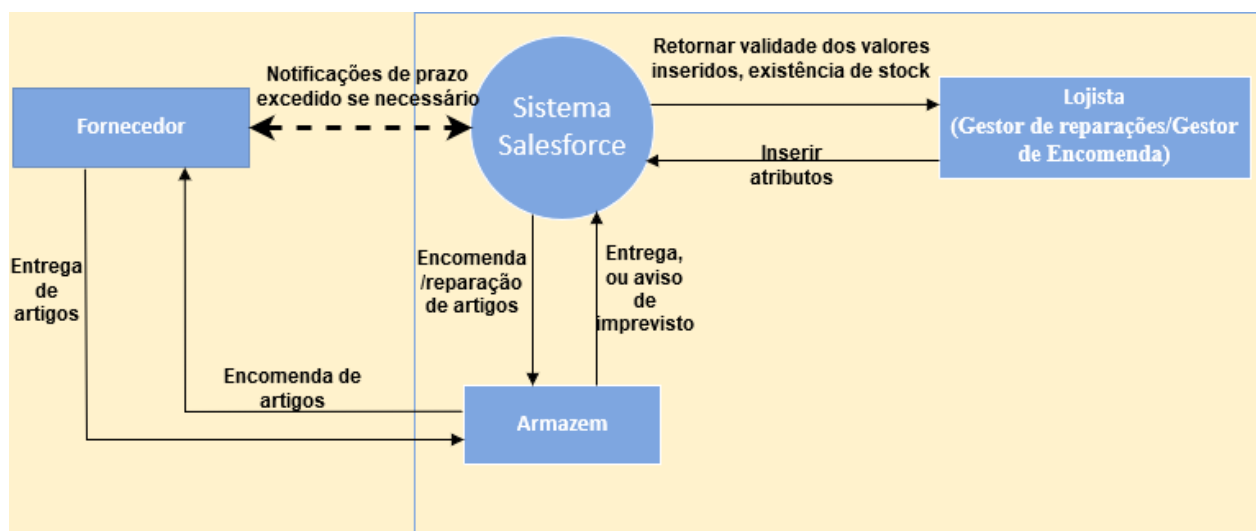 Notificações de prazo
excedido se necessário
Fornecedor
Sistema
Salesforce
Retornar validade dos valores
inseridos, existência de stock
Lojista
(Gestor de reparações/Gestor
de Encomenda)
Inserir
atributos
Entrega
de
artigos
Encomenda
/reparação
de artigos
Entrega,
ou aviso
de
imprevisto
Encomenda de
artigos
Armazem